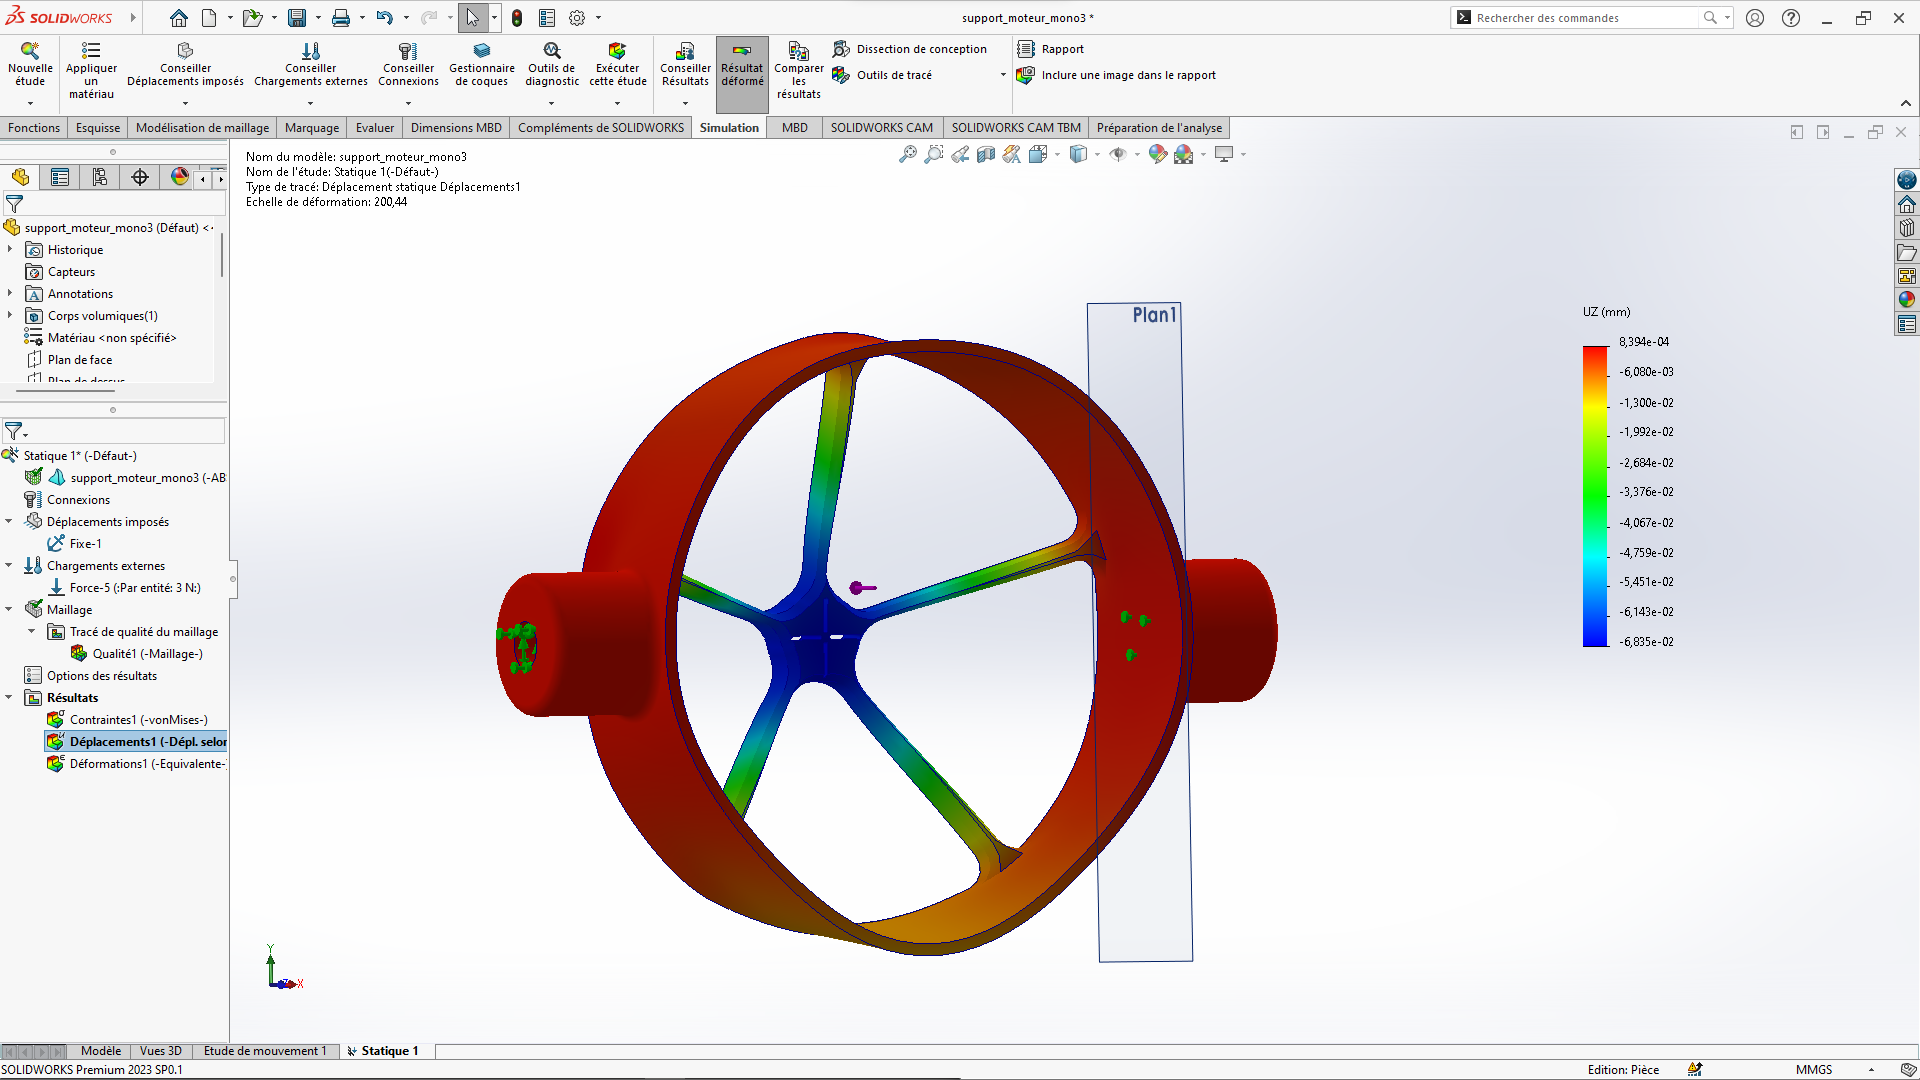 SOLIDWORKS
support_moteur_mono3 *
Rechercher des commandes
Nouvelle étude
Appliquer un matériau
Conseiller Déplacements imposés
Conseiller Chargements externes
Conseiller Connexions
Gestionnaire de coques
Outils de diagnostic
Exécuter cette étude
Conseiller Résultats
Résultat déformé
Comparer les résultats
Dissection de conception
Outils de tracé
Rapport
Inclure une image dans le rapport
Fonctions
Esquisse
Modélisation de maillage
Marquage
Evaluer
Dimensions MBD
Compléments de SOLIDWORKS
Simulation
MBD
SOLIDWORKS CAM
SOLIDWORKS CAM TBM
Préparation de l'analyse
support_moteur_mono3 (Défaut) <
Historique
Capteurs
Annotations
Corps volumiques(1)
Matériau <non spécifié>
Plan de face
Plan de dessus
Statique 1* (-Défaut-)
support_moteur_mono3 (-AB
Connexions
Déplacements imposés
Fixe-1
Chargements externes
Force-5 (:Par entité: 3 N:)
Maillage
Tracé de qualité du maillage
Qualité1 (-Maillage-)
Options des résultats
Résultats
Contraintes1 (-vonMises-)
Déplacements1 (-Dépl. selon
Déformations1 (-Equivalente-
Nom du modèle: support_moteur_mono3
Nom de l'étude: Statique 1(-Défaut-)
Type de tracé: Déplacement statique Déplacements1
Echelle de déformation: 200,44
Plan1
UZ (mm)
8,394e-04
-6,080e-03
-1,300e-02
-1,992e-02
-2,684e-02
-3,376e-02
-4,067e-02
-4,759e-02
-5,451e-02
-6,143e-02
-6,835e-02
Y
Z
X
Modèle
Vues 3D
Etude de mouvement 1
Statique 1
SOLIDWORKS Premium 2023 SP0.1
Edition: Pièce
MMGS